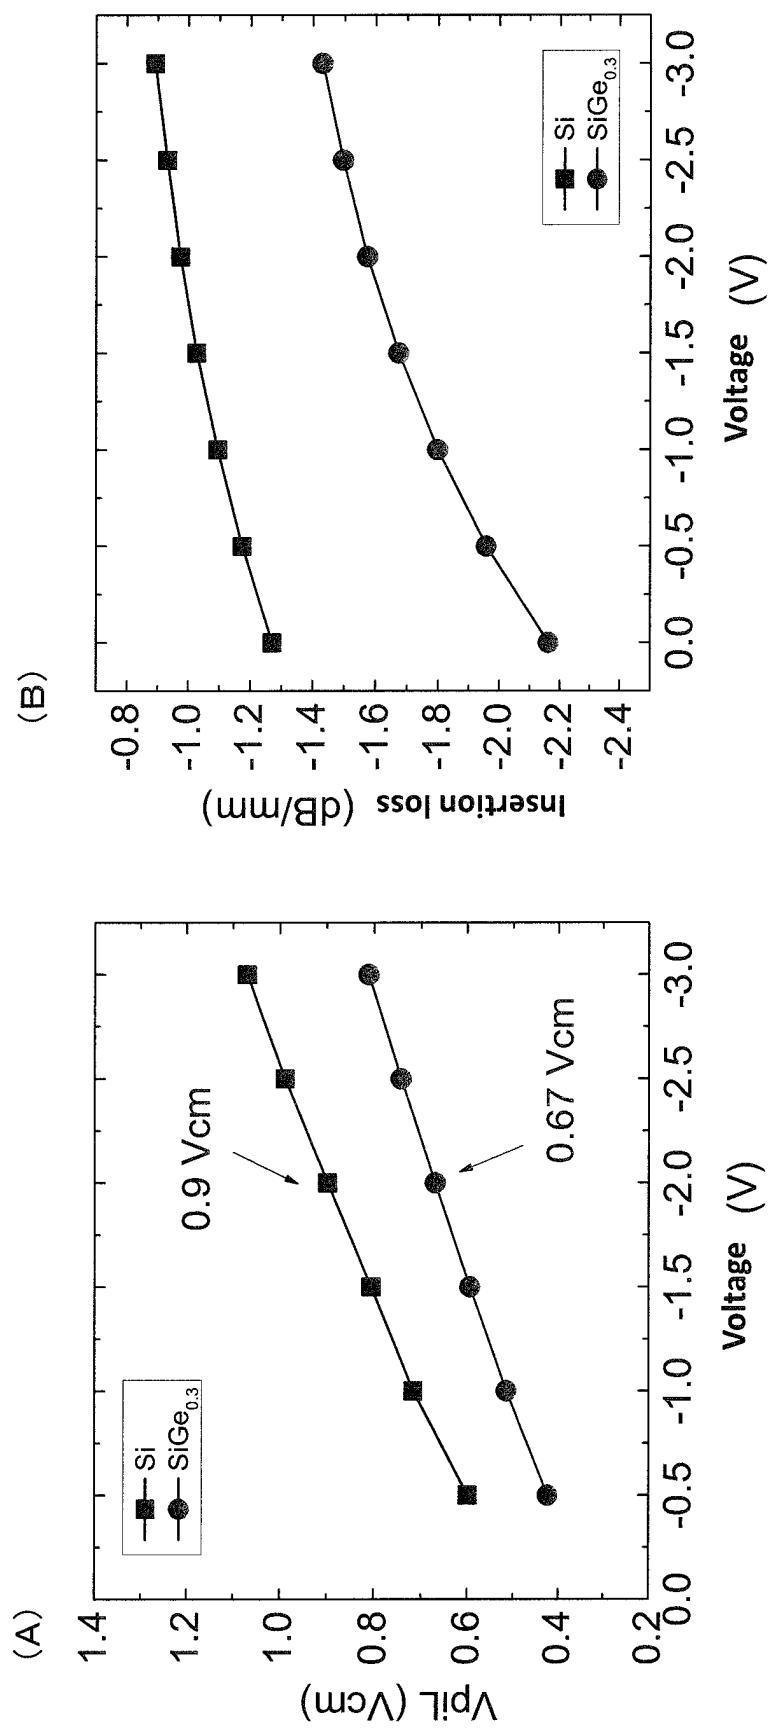 (A)
VpiL (Vcm)
1.4
1.2
1.0
0.8
0.6
0.4
0.2
0.0
-0.5
-1.0
-1.5
-2.0
-2.5
-3.0
Voltage (V)
Si
SiGe0.3
0.9 Vcm
0.67 Vcm
(B)
Insertion loss (dB/mm)
-0.8
-1.0
-1.2
-1.4
-1.6
-1.8
-2.0
-2.2
-2.4
0.0
-0.5
-1.0
-1.5
-2.0
-2.5
-3.0
Voltage (V)
Si
SiGe0.3